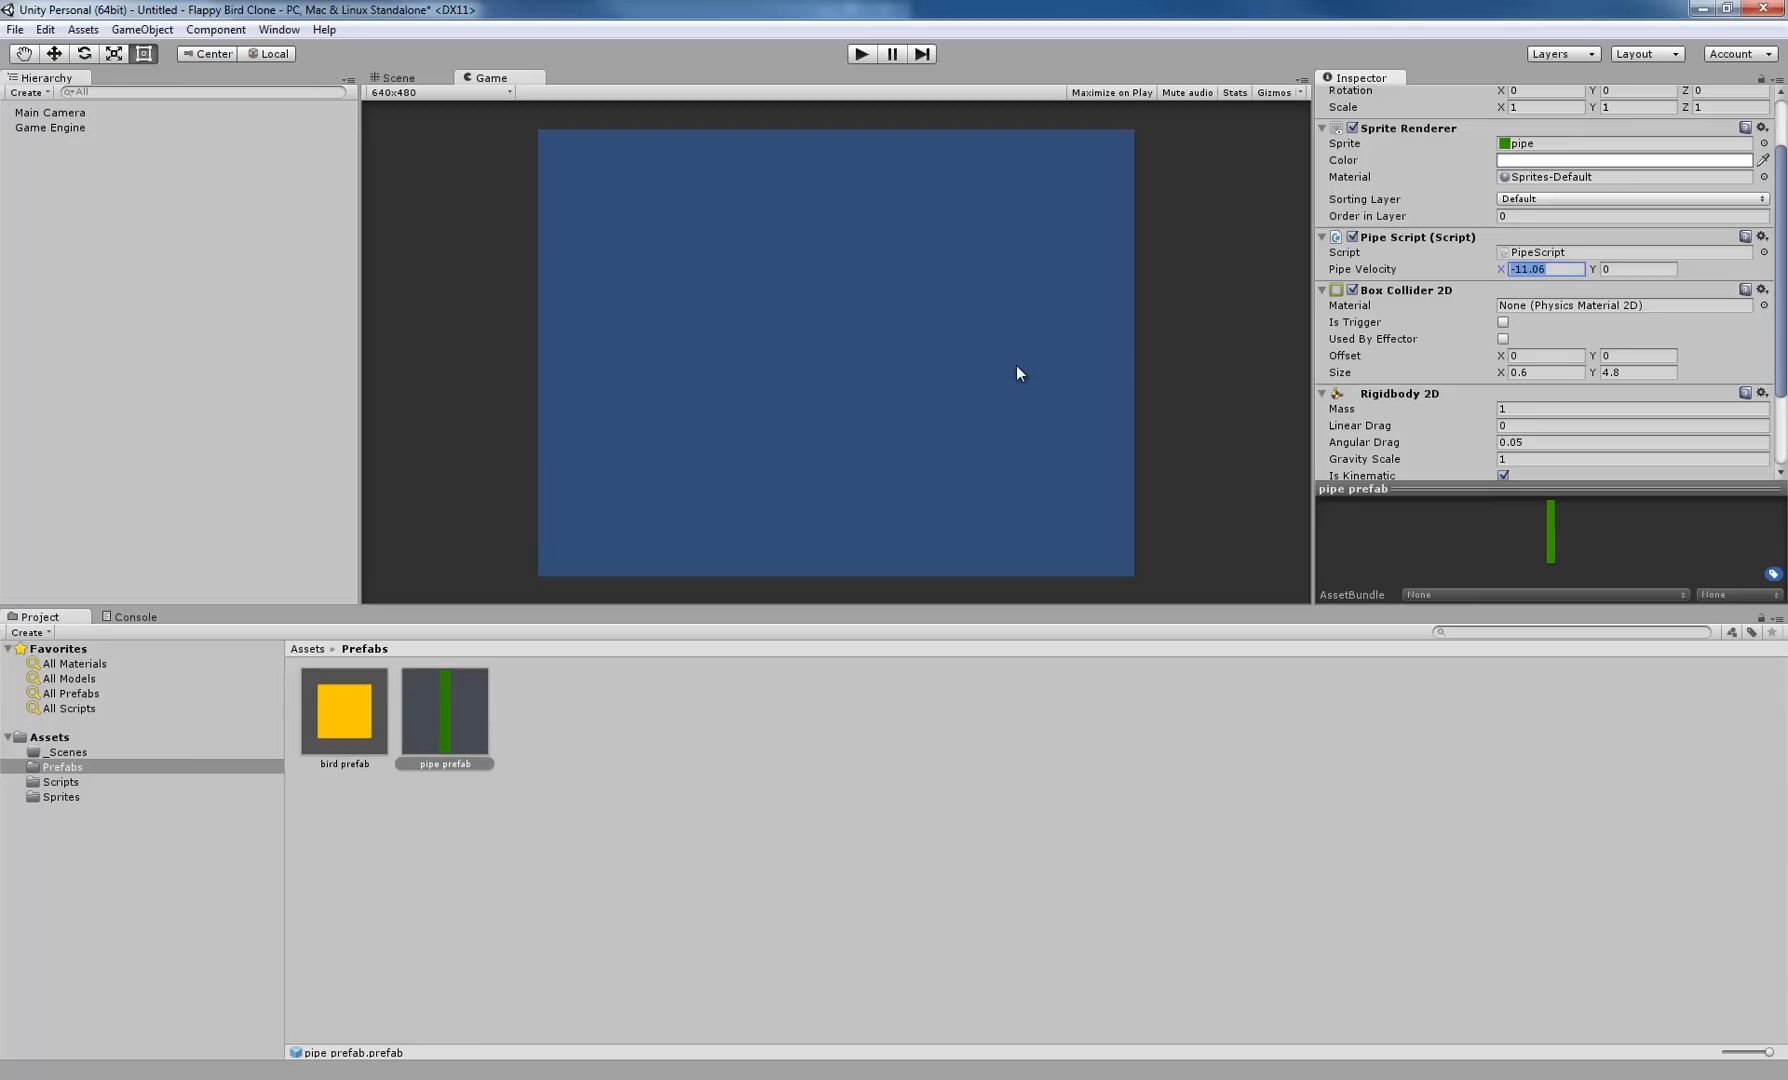 Unity Personal (64bit) - Untitled - Flappy Bird Clone - PC, Mac & Linux Standalone* <DX11>
File Edit Assets GameObject Component Window Help
Center Local
Layers Layout Account
Hierarchy
Create All
Main Camera
Game Engine
Scene Game
640x480 Maximize on Play Mute audio Stats Gizmos
Inspector
Rotation X 0 Y 0 Z 0
Scale X 1 Y 1 Z 1
Sprite Renderer
Sprite pipe
Color
Material Sprites-Default
Sorting Layer Default
Order in Layer 0
Pipe Script (Script)
Script PipeScript
Pipe Velocity X -11.06 Y 0
Box Collider 2D
Material None (Physics Material 2D)
Is Trigger
Used By Effector
Offset X 0 Y 0
Size X 0.6 Y 4.8
Rigidbody 2D
Mass 1
Linear Drag 0
Angular Drag 0.05
Gravity Scale 1
Is Kinematic
pipe prefab
AssetBundle None None
Project Console
Create
Favorites
All Materials
All Models
All Prefabs
All Scripts
Assets
_Scenes
Prefabs
Scripts
Sprites
Assets Prefabs
bird prefab pipe prefab
pipe prefab.prefab